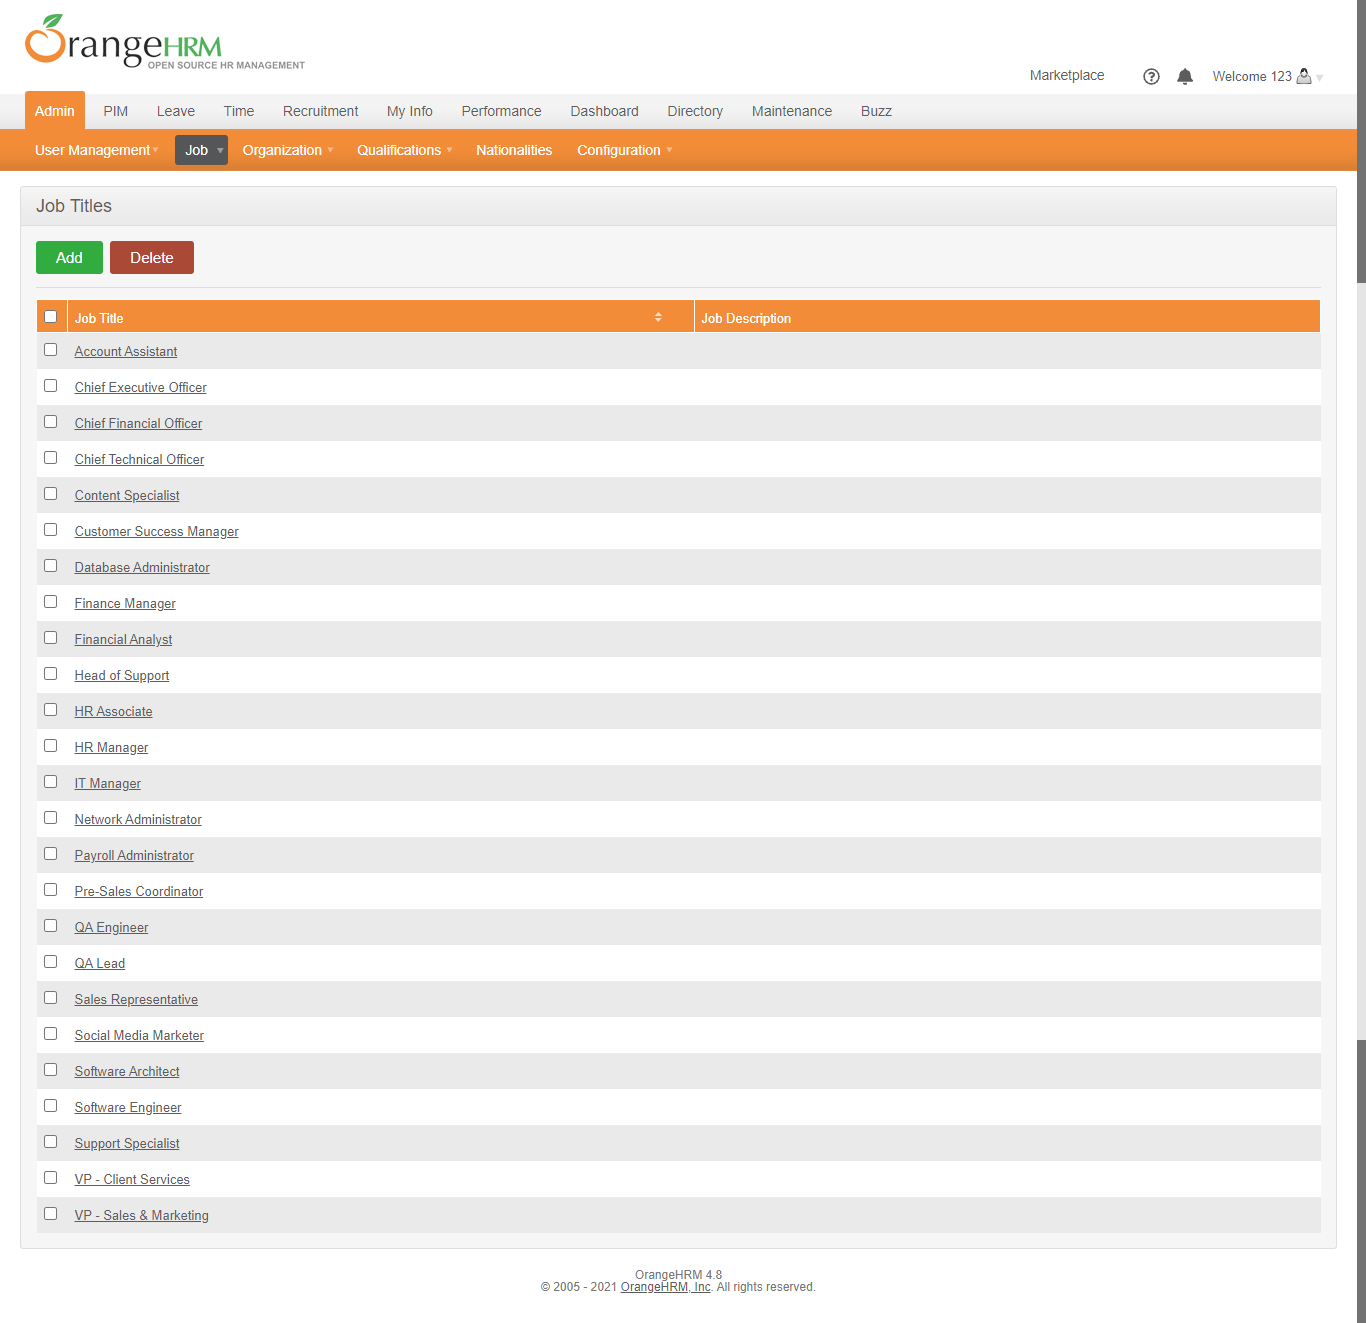 OrangeHRM
OPEN SOURCE HR MANAGEMENT
Marketplace Welcome 123
Admin PIM Leave Time Recruitment My Info Performance Dashboard Directory Maintenance Buzz
User Management Job Organization Qualifications Nationalities Configuration
Job Titles
Add Delete
Job Title Job Description
Account Assistant
Chief Executive Officer
Chief Financial Officer
Chief Technical Officer
Content Specialist
Customer Success Manager
Database Administrator
Finance Manager
Financial Analyst
Head of Support
HR Associate
HR Manager
IT Manager
Network Administrator
Payroll Administrator
Pre-Sales Coordinator
QA Engineer
QA Lead
Sales Representative
Social Media Marketer
Software Architect
Software Engineer
Support Specialist
VP - Client Services
VP - Sales & Marketing
OrangeHRM 4.8
© 2005 - 2021 OrangeHRM, Inc. All rights reserved.